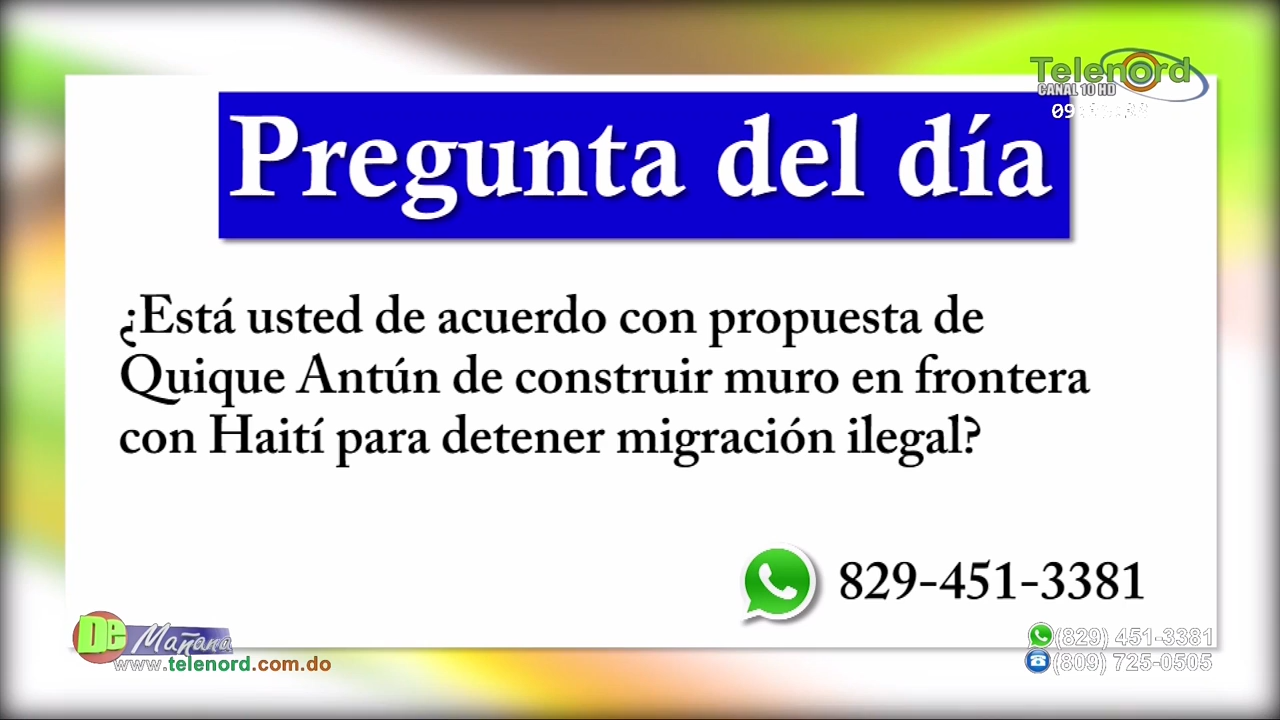 Telenord
CANAL 10 HD
Pregunta del día
¿Está usted de acuerdo con propuesta de
Quique Antún de construir muro en frontera
con Haití para detener migración ilegal?
829-451-3381
De Mañana
www.telenord.com.do
(829) 451-3381
(809) 725-0505